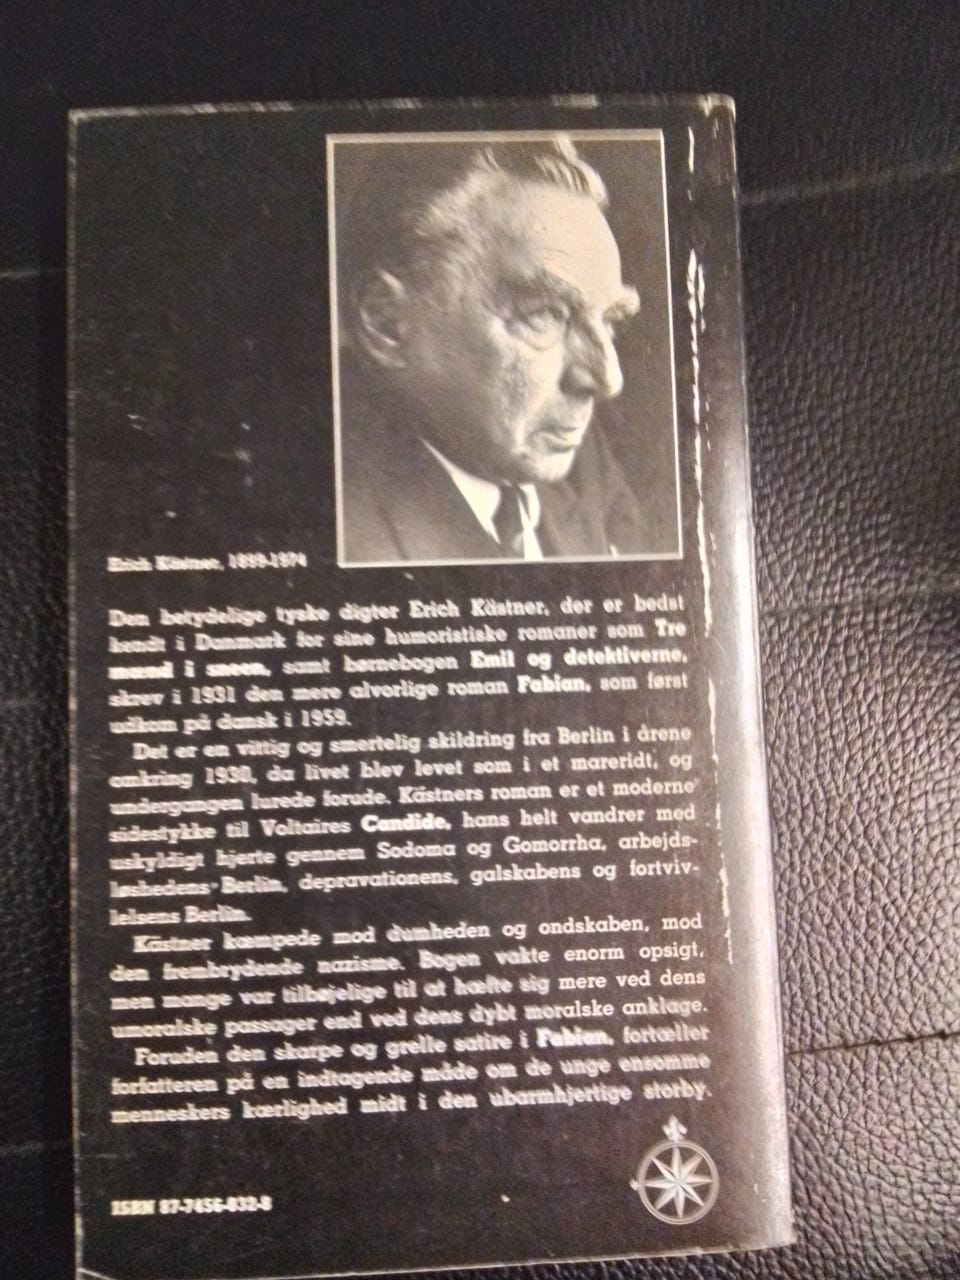 Erich Kästner, 1899-1974
Den betydelige tyske digter Erich Kästner, der er bedst
kendt i Danmark for sine humoristiske romaner som Tre
mænd i sneen, samt børnebogen Emil og detektiverne,
skrev i 1931 den mere alvorlige roman Fabian, som først
udkom på dansk i 1959.
Det er en vittig og smertelig skildring fra Berlin i årene
omkring 1930, da livet blev levet som i et mareridt, og
undergangen lurede forude. Kästners roman er et moderne
sidestykke til Voltaires Candide, hans helt vandrer med
uskyldigt hjerte gennem Sodoma og Gomorrha, arbejds-
løshedens Berlin, depravationens, galskabens og fortviv-
lelsens Berlin.
Kästner kæmpede mod dumheden og ondskaben, mod
den frembrydende nazisme. Bogen vakte enorm opsigt,
men mange var tilbøjelige til at hæfte sig mere ved dens
umoralske passager end ved dens dybt moralske anklage.
Foruden den skarpe og grelle satire i Fabian, fortæller
forfatteren på en indtagende måde om de unge ensomme
menneskers kærlighed midt i den ubarmhjertige storby.
ISBN 87-7456-032-8